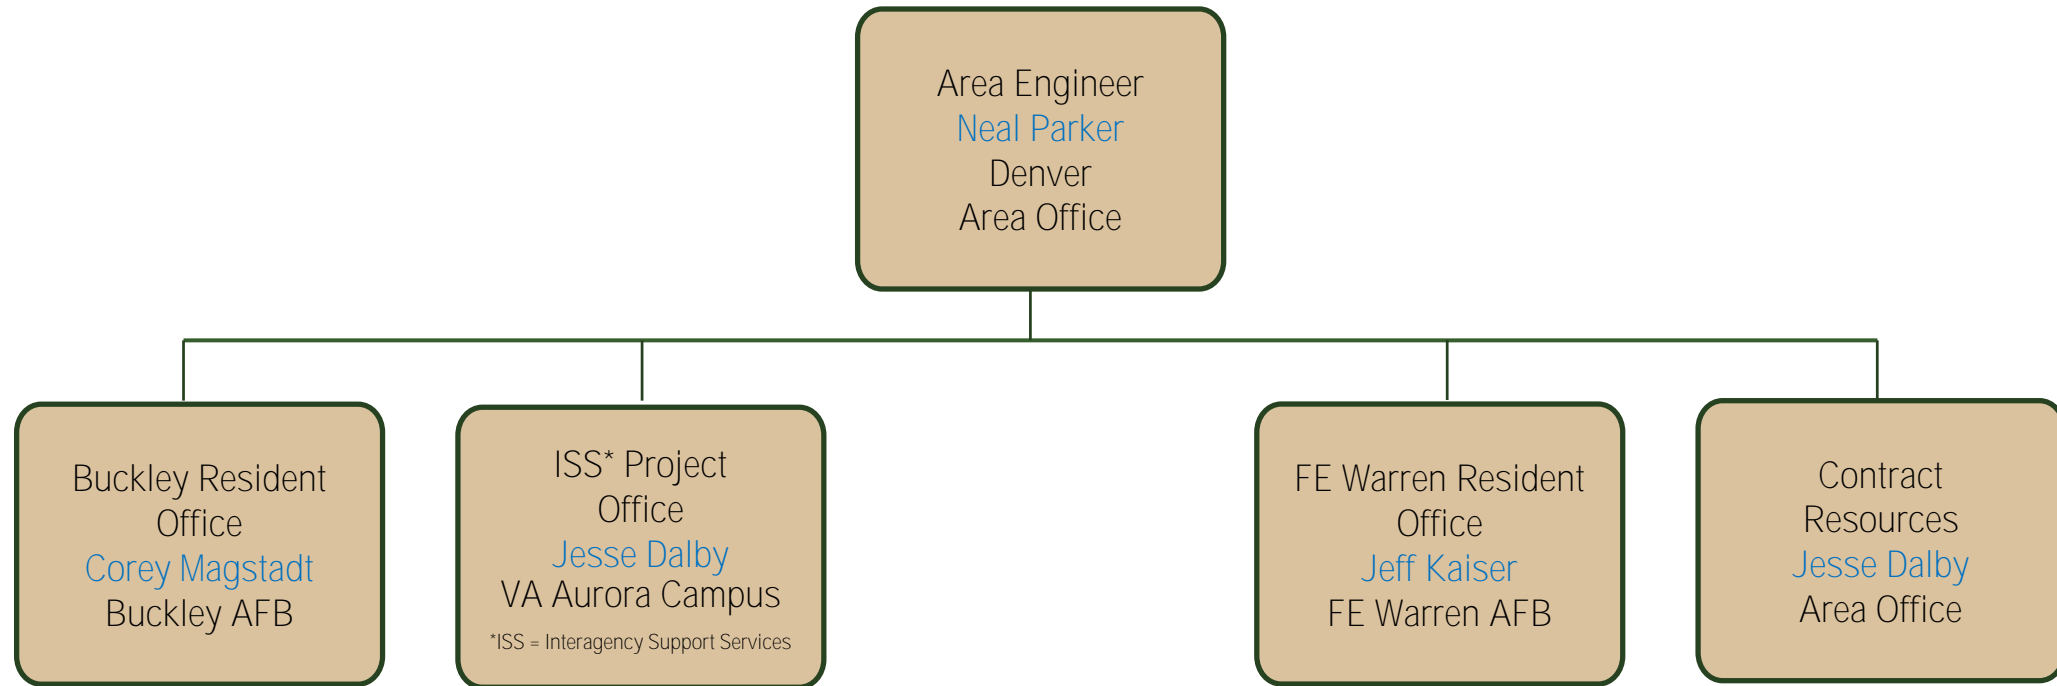 Area Engineer
Neal Parker
Denver
Area Office
Buckley Resident
Office
Corey Magstadt
Buckley AFB
ISS* Project
Office
Jesse Dalby
VA Aurora Campus
*ISS = Interagency Support Services
FE Warren Resident
Office
Jeff Kaiser
FE Warren AFB
Contract
Resources
Jesse Dalby
Area Office